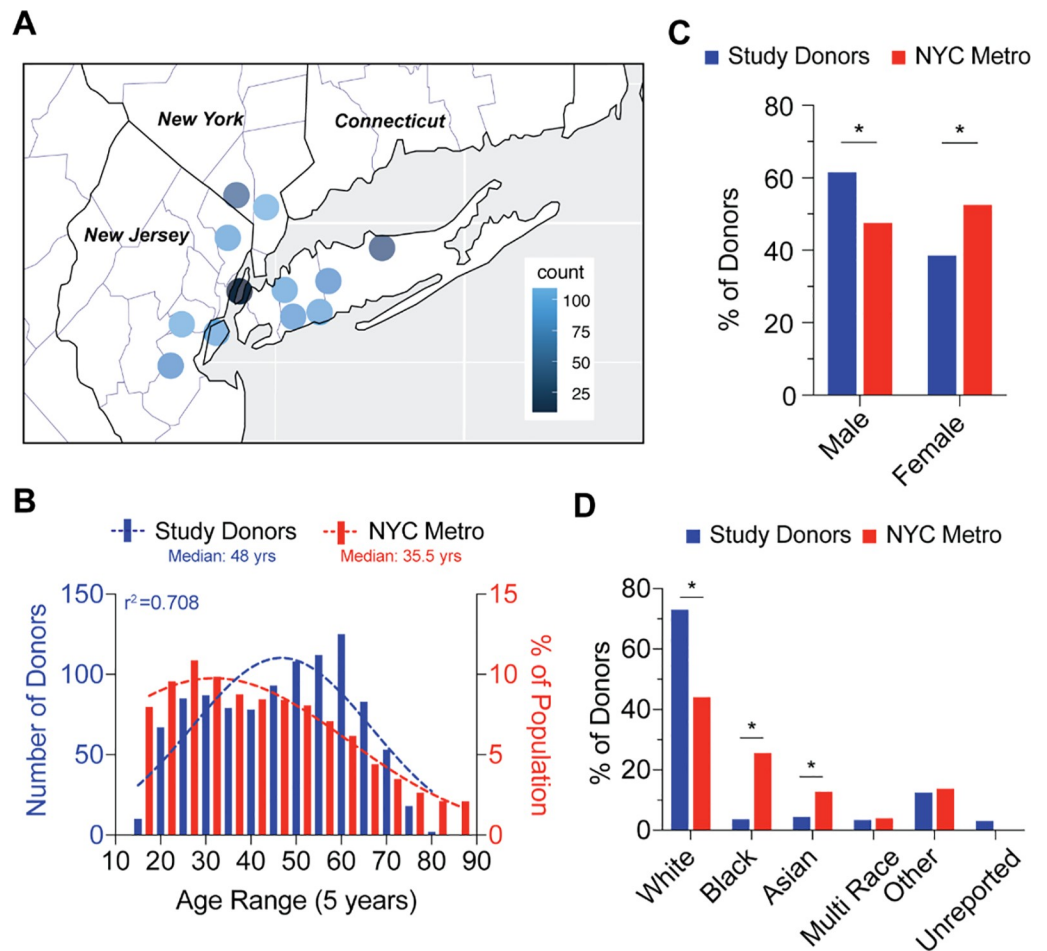 A
New York
Connecticut
New Jersey
count
100
75
50
25
C
Study Donors NYC Metro
% of Donors
80
60
40
20
0
*
*
Male
Female
B
Study Donors NYC Metro
Median: 48 yrs Median: 35.5 yrs
r²=0.708
Number of Donors
150
100
50
0
% of Population
15
10
5
0
10 20 30 40 50 60 70 80 90
Age Range (5 years)
D
Study Donors NYC Metro
% of Donors
80
60
40
20
0
*
*
*
White
Black
Asian
Multi Race
Other
Unreported